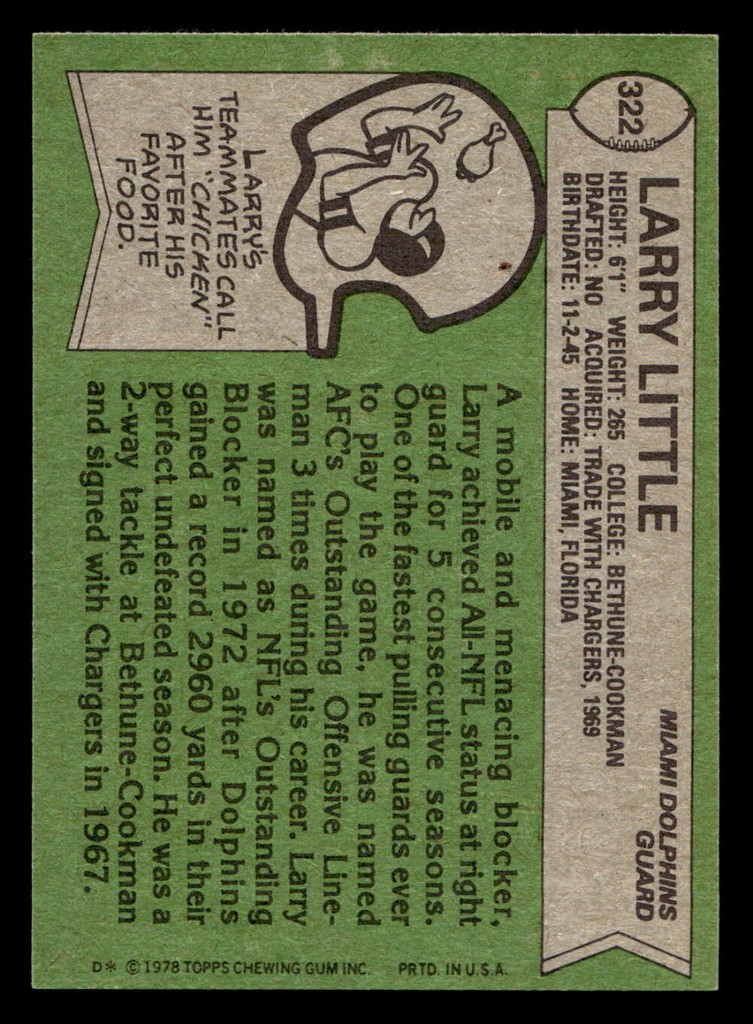 322
LARRY LITTLE
MIAMI DOLPHINS
GUARD
HEIGHT: 6'1" WEIGHT: 265 COLLEGE: BETHUNE-COOKMAN
DRAFTED: NO ACQUIRED: TRADE WITH CHARGERS, 1969
BIRTHDATE: 11-2-45 HOME: MIAMI, FLORIDA
LARRY'S
TEAMMATES CALL
HIM "CHICKEN"
AFTER HIS
FAVORITE
FOOD.
A mobile and menacing blocker,
Larry achieved All-NFL status at right
guard for 5 consecutive seasons.
One of the fastest pulling guards ever
to play the game, he was named
AFC's Outstanding Offensive Line-
man 3 times during his career. Larry
was named as NFL's Outstanding
Blocker in 1972 after Dolphins
gained a record 2960 yards in their
perfect undefeated season. He was a
2-way tackle at Bethune-Cookman
and signed with Chargers in 1967.
D* © 1978 TOPPS CHEWING GUM INC. PRTD. IN U.S.A.